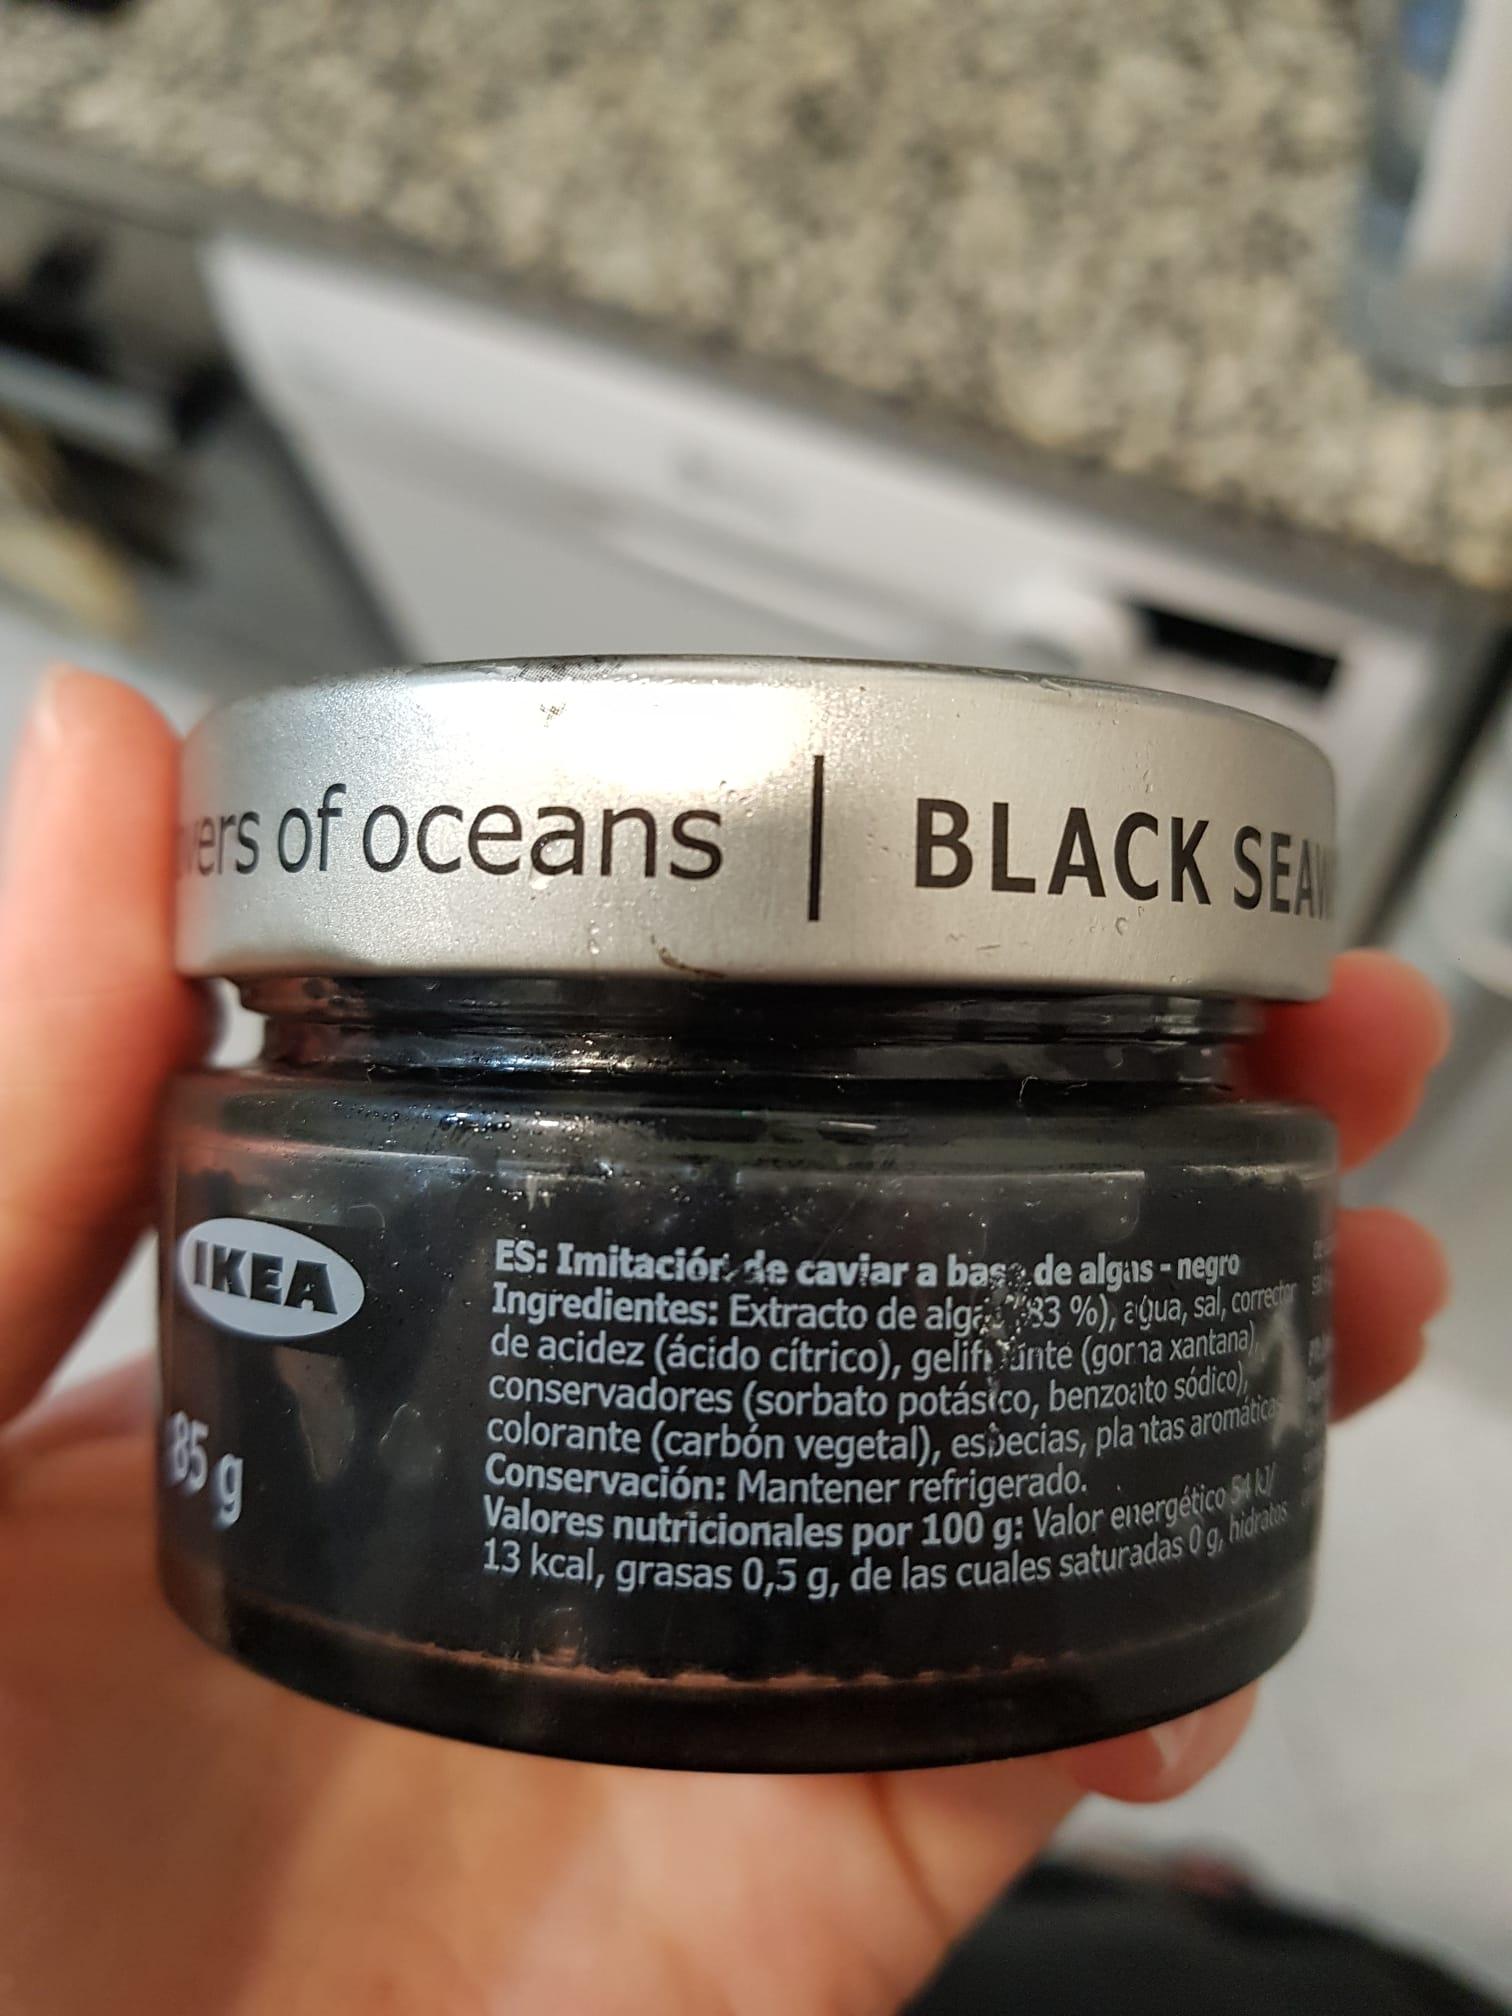 of oceans | BLACK
IKEA
85 g
ES: Imitación de caviar a base de algas - negro
Ingredientes: Extracto de algas 83 %), agua, sal, corrector
de acidez (ácido cítrico), gelificante (goma xantana),
conservadores (sorbato potásico, benzoato sódico),
colorante (carbón vegetal), especias, plantas aromáticas
Conservación: Mantener refrigerado.
Valores nutricionales por 100 g: Valor energético 54 kJ/
13 kcal, grasas 0,5 g, de las cuales saturadas 0 g, hidratos